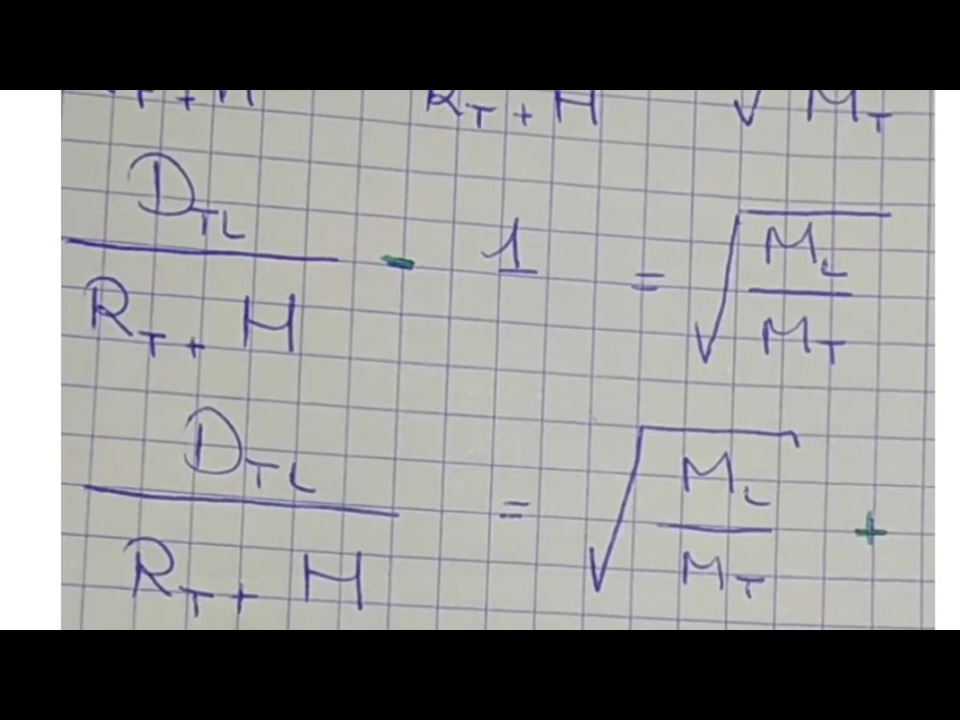 R_T + H √ M_T
D_TL / (R_T + H) - 1 = √(M_L / M_T)
D_TL / (R_T + H) = √(M_L / M_T) +